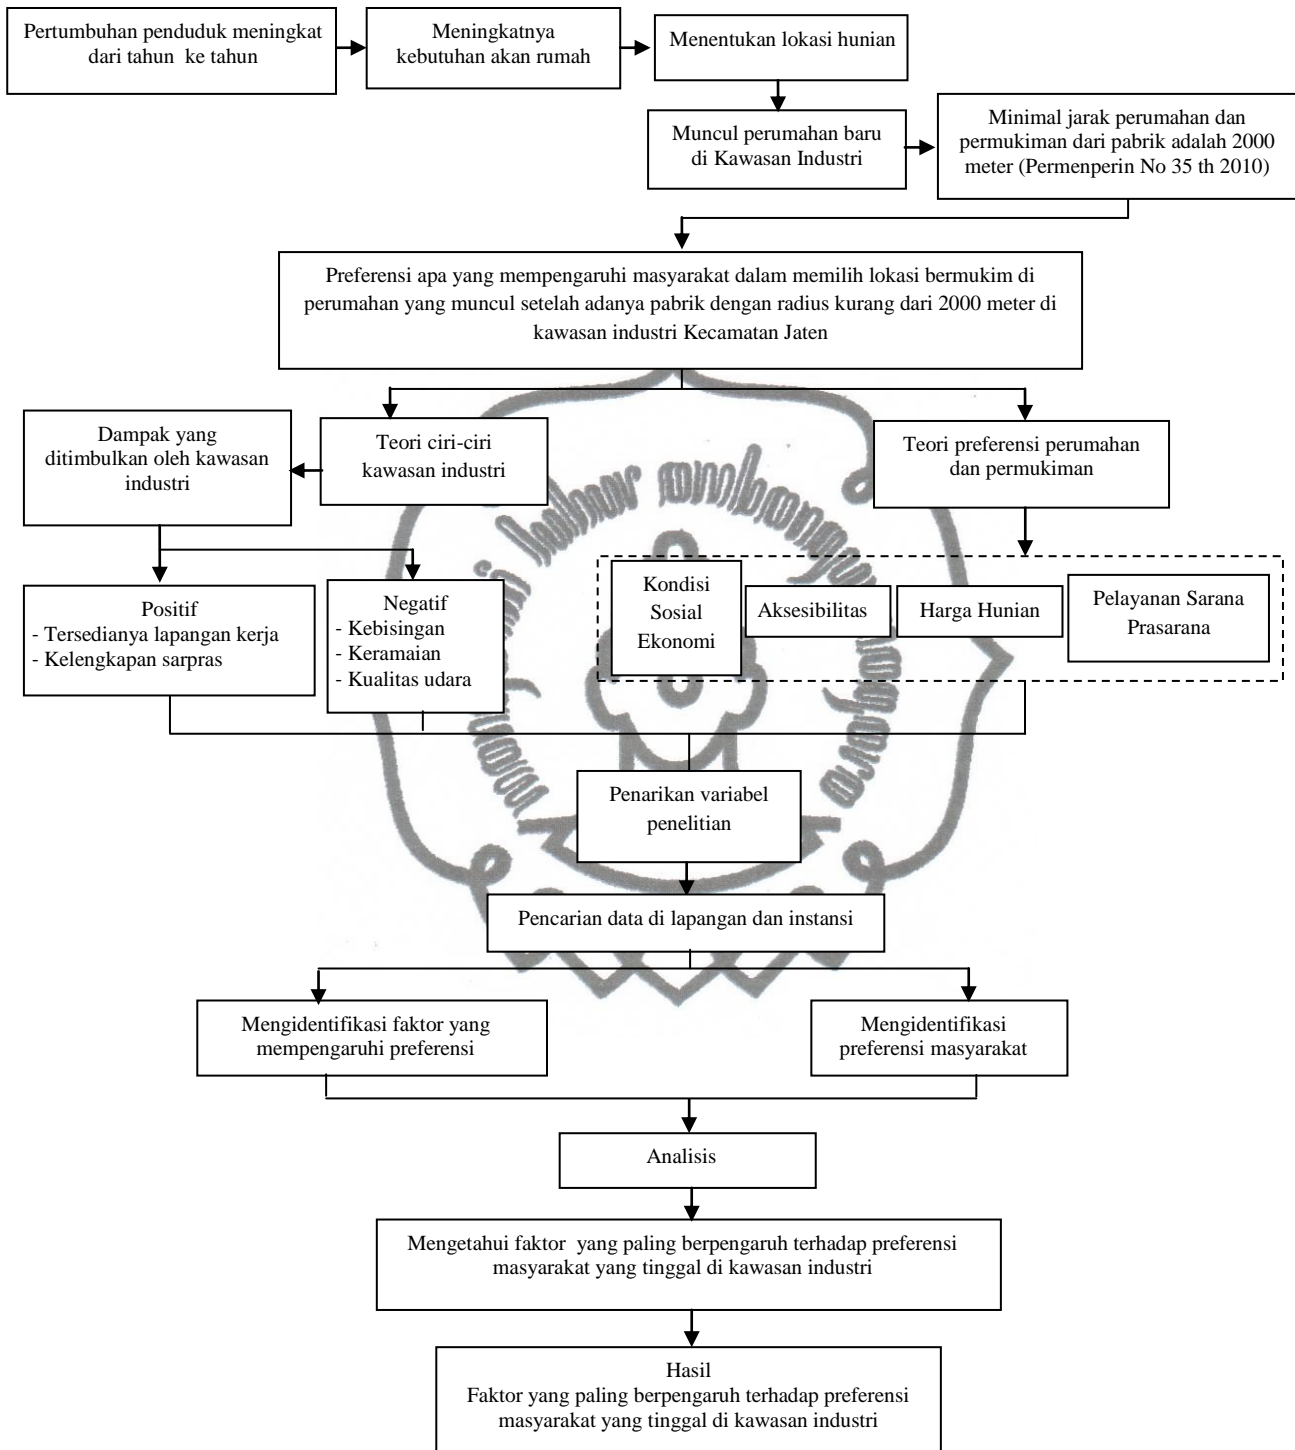 Pertumbuhan penduduk meningkat
dari tahun ke tahun
Meningkatnya
kebutuhan akan rumah
Menentukan lokasi hunian
Muncul perumahan baru
di Kawasan Industri
Minimal jarak perumahan dan
permukiman dari pabrik adalah 2000
meter (Permenperin No 35 th 2010)
Preferensi apa yang mempengaruhi masyarakat dalam memilih lokasi bermukim di
perumahan yang muncul setelah adanya pabrik dengan radius kurang dari 2000 meter di
kawasan industri Kecamatan Jaten
Dampak yang
ditimbulkan oleh kawasan
industri
Teori ciri-ciri
kawasan industri
Teori preferensi perumahan
dan permukiman
Positif
- Tersedianya lapangan kerja
- Kelengkapan sarpras
Negatif
- Kebisingan
- Keramaian
- Kualitas udara
Kondisi
Sosial
Ekonomi
Aksesibilitas
Harga Hunian
Pelayanan Sarana
Prasarana
Penarikan variabel
penelitian
Pencarian data di lapangan dan instansi
Mengidentifikasi faktor yang
mempengaruhi preferensi
Mengidentifikasi
preferensi masyarakat
Analisis
Mengetahui faktor yang paling berpengaruh terhadap preferensi
masyarakat yang tinggal di kawasan industri
Hasil
Faktor yang paling berpengaruh terhadap preferensi
masyarakat yang tinggal di kawasan industri